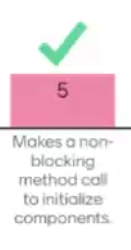 5
Makes a non-
blocking
method call
to initialize
components.